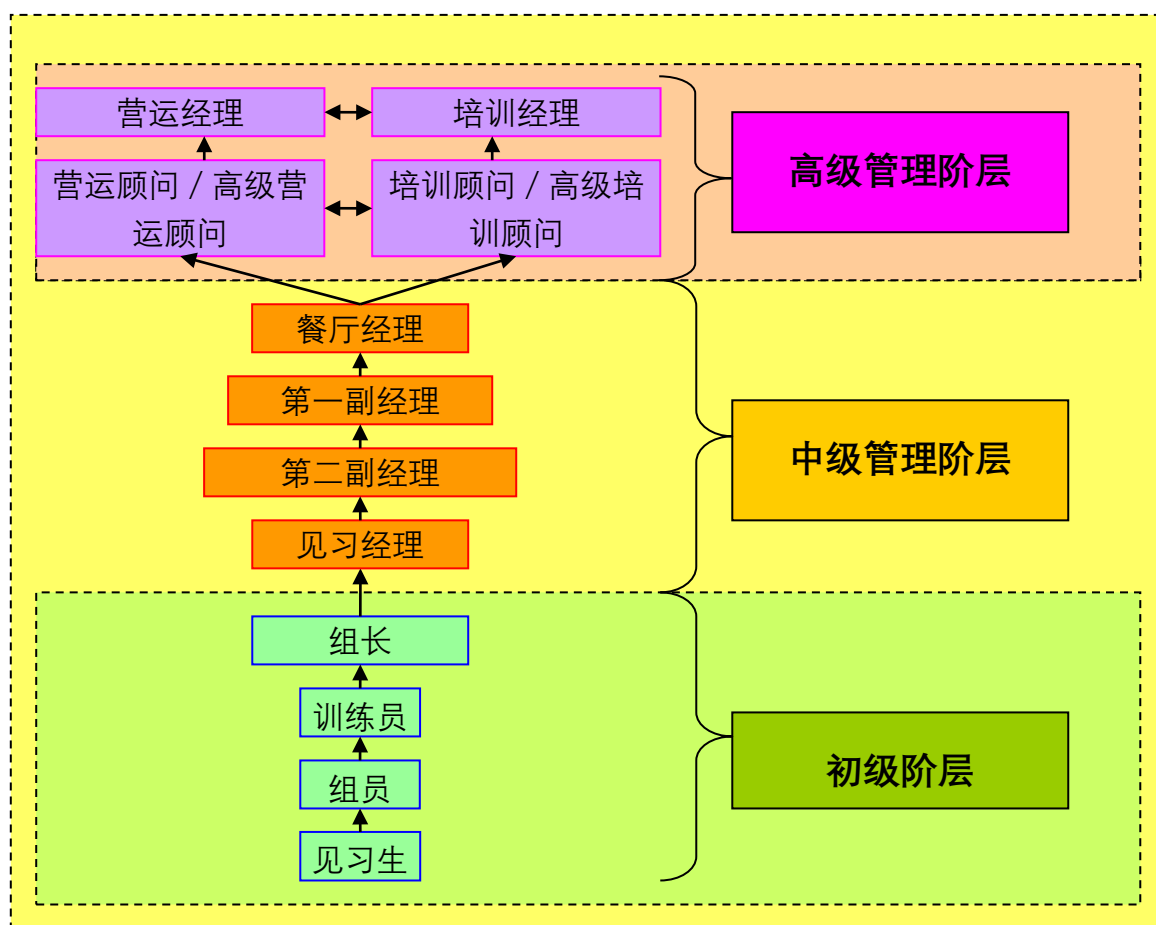 营运经理
培训经理
高级管理阶层
营运顾问 / 高级营
运顾问
培训顾问 / 高级培
训顾问
餐厅经理
第一副经理
中级管理阶层
第二副经理
见习经理
组长
训练员
初级阶层
组员
见习生